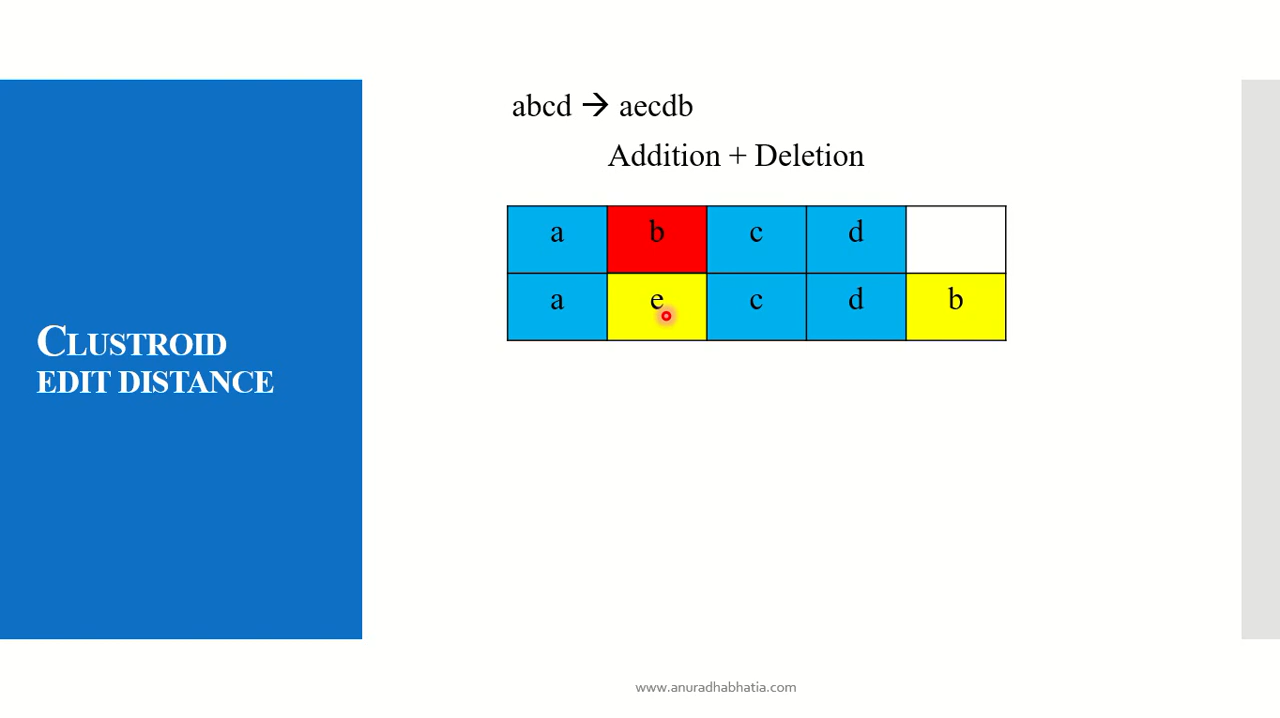 abcd → aecdb
Addition + Deletion
a b c d
a e c d b
CLUSTROID
EDIT DISTANCE
www.anuradhabhatia.com